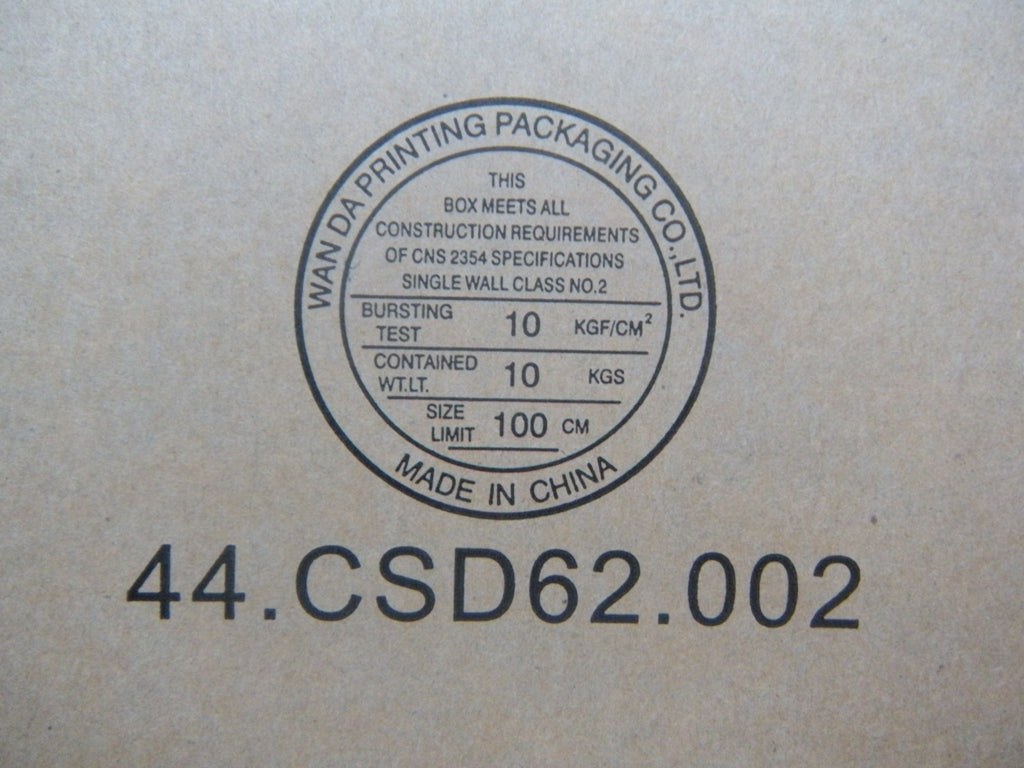 WAN DA PRINTING PACKAGING CO.,LTD.
THIS
BOX MEETS ALL
CONSTRUCTION REQUIREMENTS
OF CNS 2354 SPECIFICATIONS
SINGLE WALL CLASS NO.2
BURSTING TEST 10 KGF/CM²
CONTAINED WT.LT. 10 KGS
SIZE LIMIT 100 CM
MADE IN CHINA
44.CSD62.002